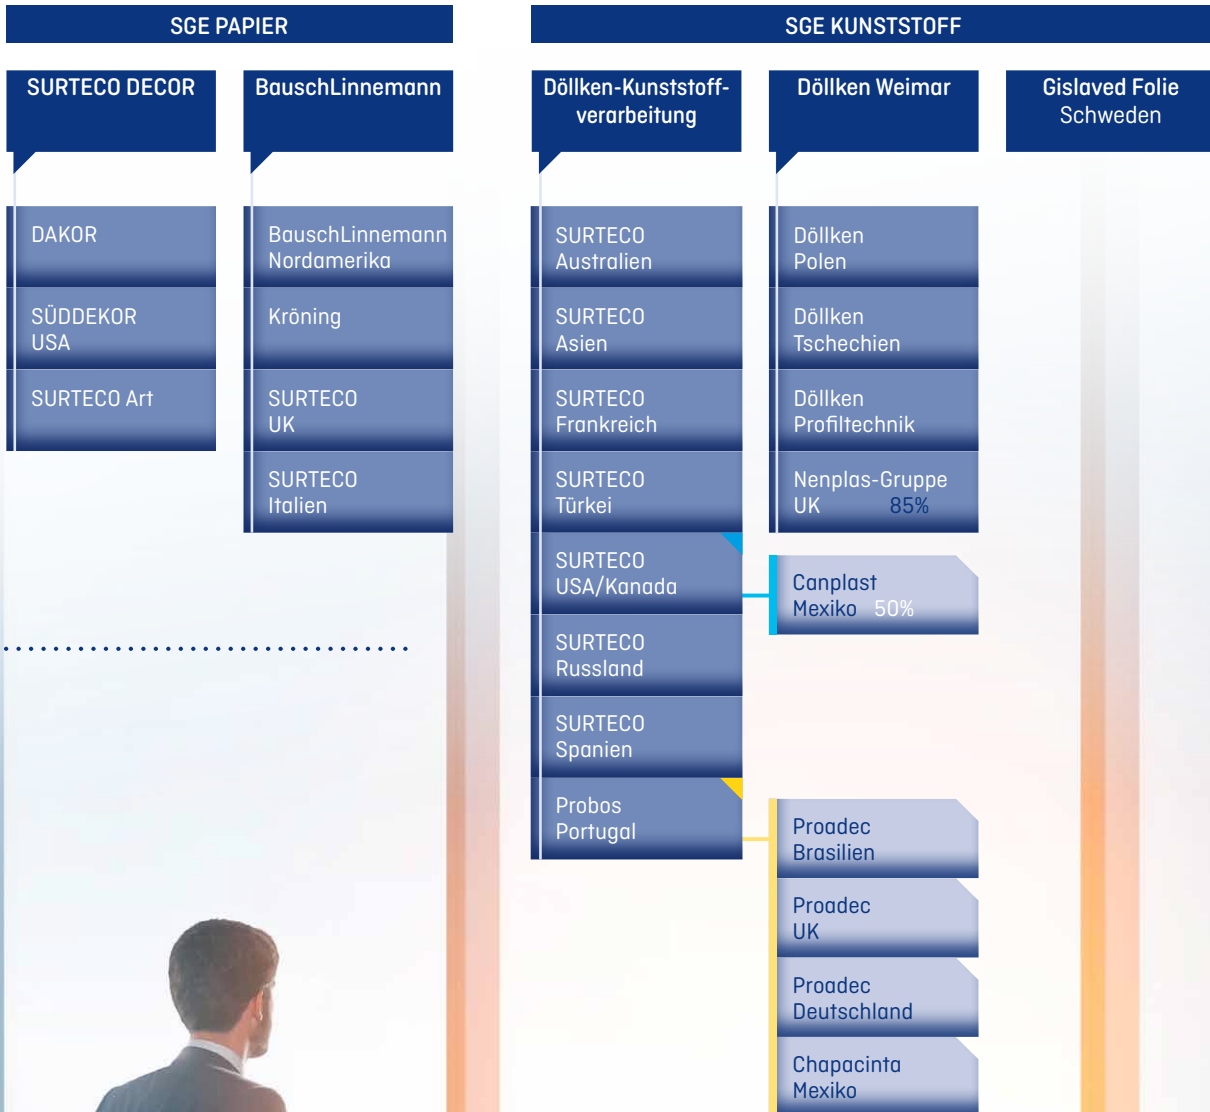 SGE PAPIER
SURTECO DECOR
DAKOR
SÜDDEKOR
USA
SURTECO Art
BauschLinnemann
BauschLinnemann
Nordamerika
Kröning
SURTECO
UK
SURTECO
Italien
SGE KUNSTSTOFF
Döllken-Kunststoff-
verarbeitung
SURTECO
Australien
SURTECO
Asien
SURTECO
Frankreich
SURTECO
Türkei
SURTECO
USA/Kanada
Canplast
Mexiko 50%
SURTECO
Russland
SURTECO
Spanien
Probos
Portugal
Proadec
Brasilien
Proadec
UK
Proadec
Deutschland
Chapacinta
Mexiko
Döllken Weimar
Döllken
Polen
Döllken
Tschechien
Döllken
Profiltechnik
Nenplas-Gruppe
UK 85%
Gislaved Folie
Schweden